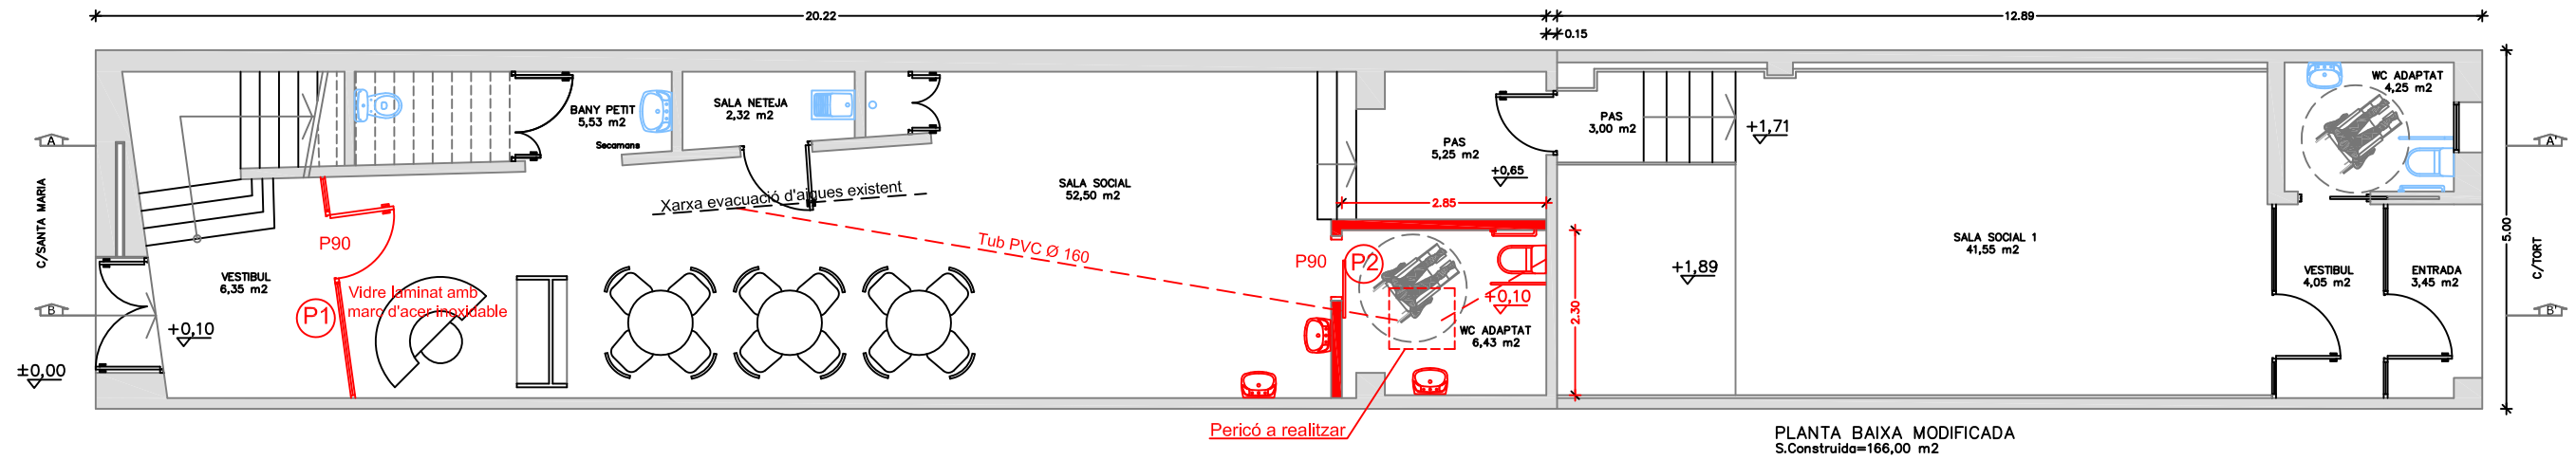 20.22
12.89
0.15
WC ADAPTAT
4,25 m2
BANY PETIT
5,53 m2
SALA NETEJA
2,32 m2
PAS
3,00 m2
+1,71
A
A'
Secamans
PAS
5,25 m2
+0,65
SALA SOCIAL
52,50 m2
Xarxa evacuació d'aigues existent
2.85
C/SANTA MARIA
P90
Tub PVC Ø 160
SALA SOCIAL 1
41,55 m2
5.00
C/TORT
VESTIBUL
6,35 m2
P90
P2
+1,89
VESTIBUL
4,05 m2
ENTRADA
3,45 m2
Vidre laminat amb
marc d'acer inoxidable
P1
B
B'
+0,10
+0,10
2.30
WC ADAPTAT
6,43 m2
±0,00
Pericó a realitzar
PLANTA BAIXA MODIFICADA
S.Construida=166,00 m2